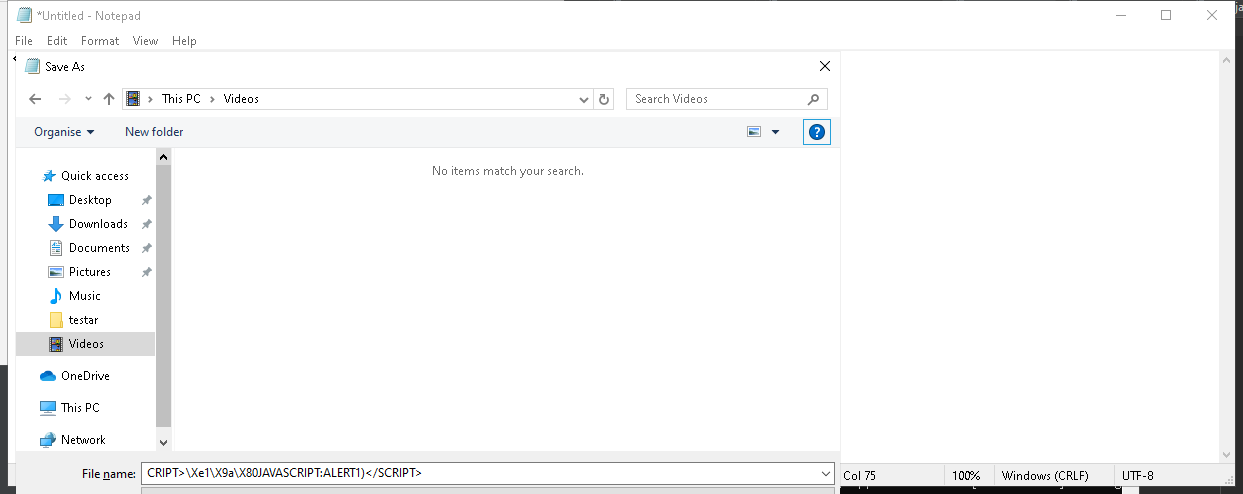 *Untitled - Notepad
File Edit Format View Help
Save As
This PC Videos
Search Videos
Organise New folder
?
No items match your search.
Quick access
Desktop
Downloads
Documents
Pictures
Music
testar
Videos
OneDrive
This PC
Network
File name: CRIPT>\Xe1\X9a\X80JAVASCRIPT:ALERT1)</SCRIPT>
Col 75 100% Windows (CRLF) UTF-8